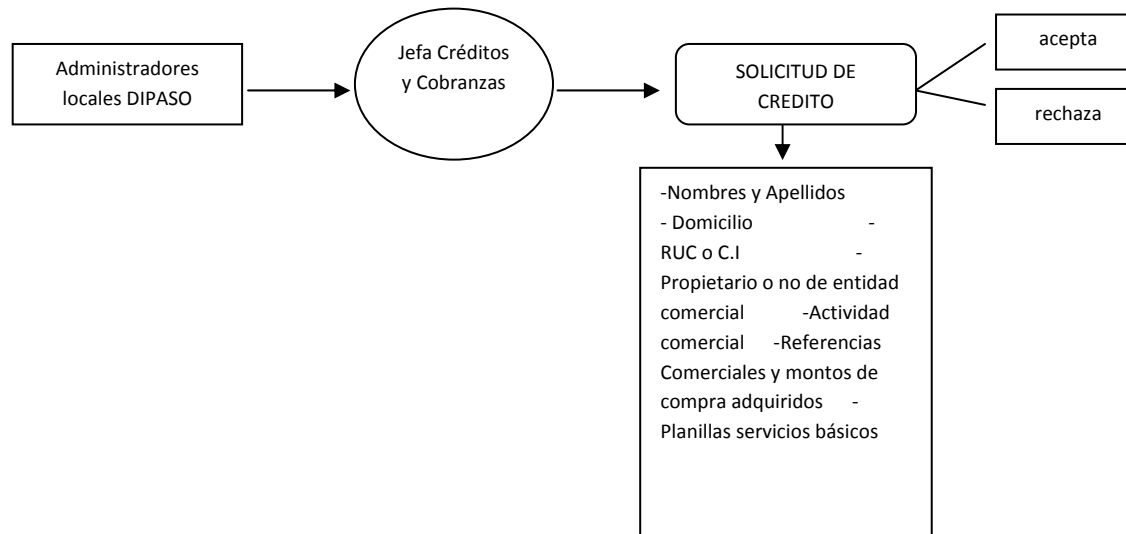 Administradores
locales DIPASO
Jefa Créditos
y Cobranzas
SOLICITUD DE
CREDITO
acepta
rechaza
-Nombres y Apellidos
- Domicilio -
RUC o C.I -
Propietario o no de entidad
comercial -Actividad
comercial -Referencias
Comerciales y montos de
compra adquiridos -
Planillas servicios básicos